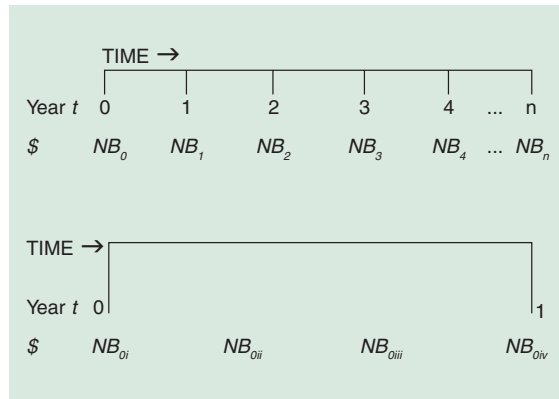 TIME →
Year t 0 1 2 3 4 ... n
$ NB₀ NB₁ NB₂ NB₃ NB₄ ... NBₙ
TIME →
Year t 0 1
$ NB₀ᵢ NB₀ᵢᵢ NB₀ᵢᵢᵢ NB₀ᵢᵥ